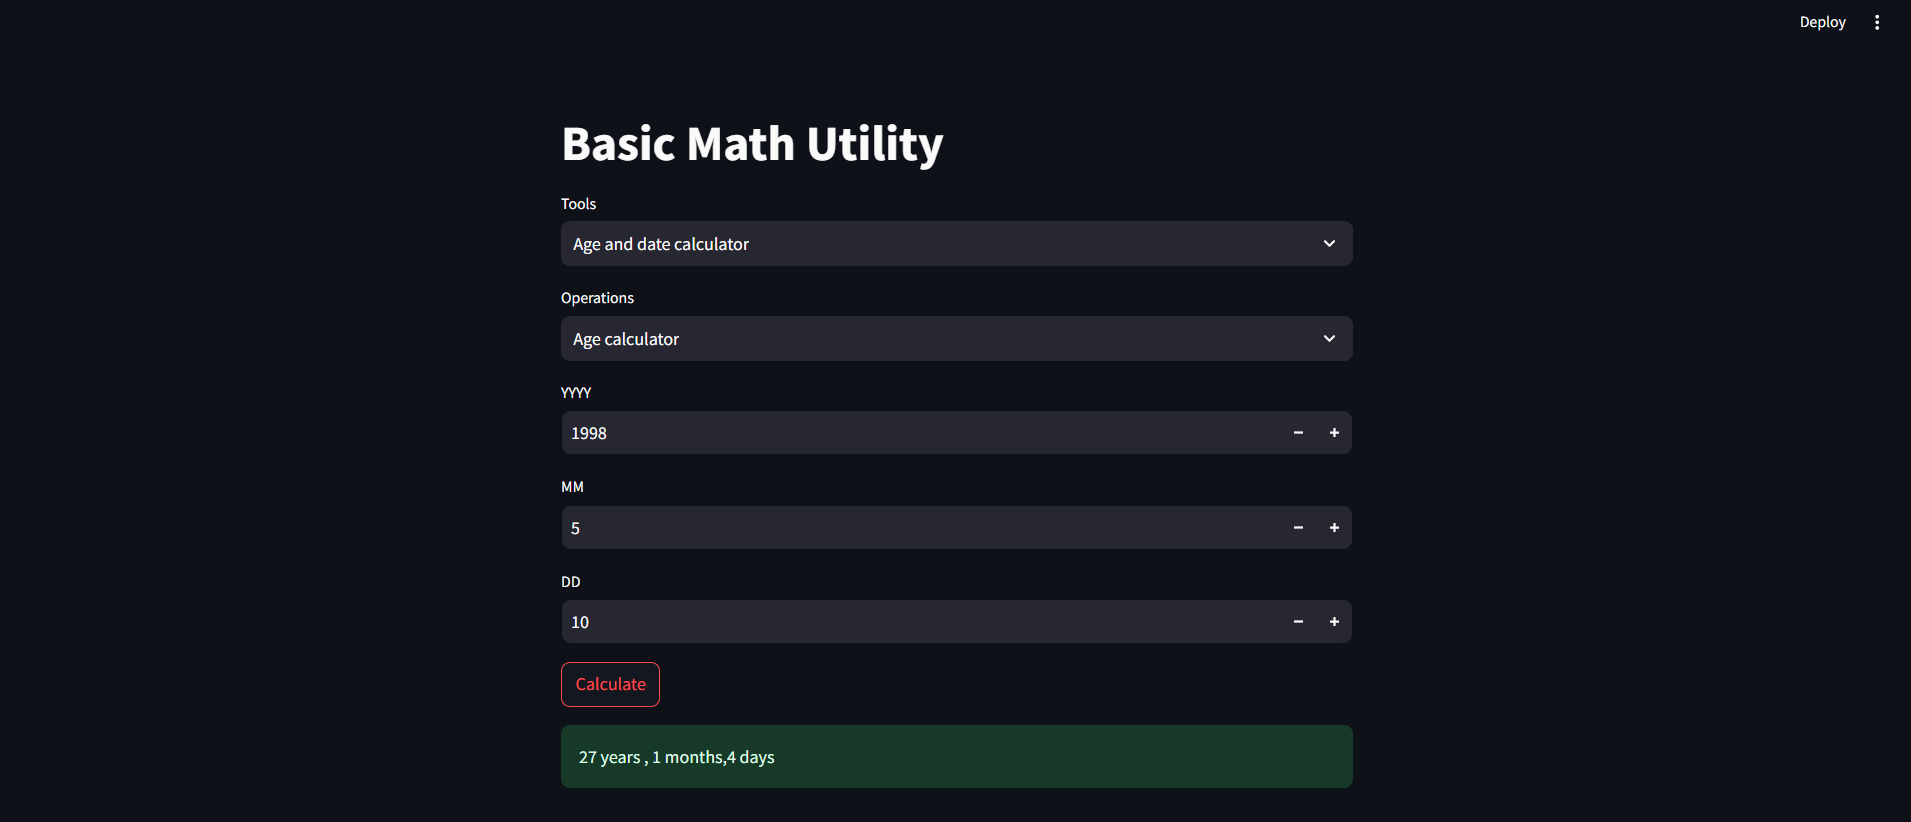 Deploy
Basic Math Utility
Tools
Age and date calculator
Operations
Age calculator
YYYY
1998
MM
5
DD
10
Calculate
27 years , 1 months,4 days